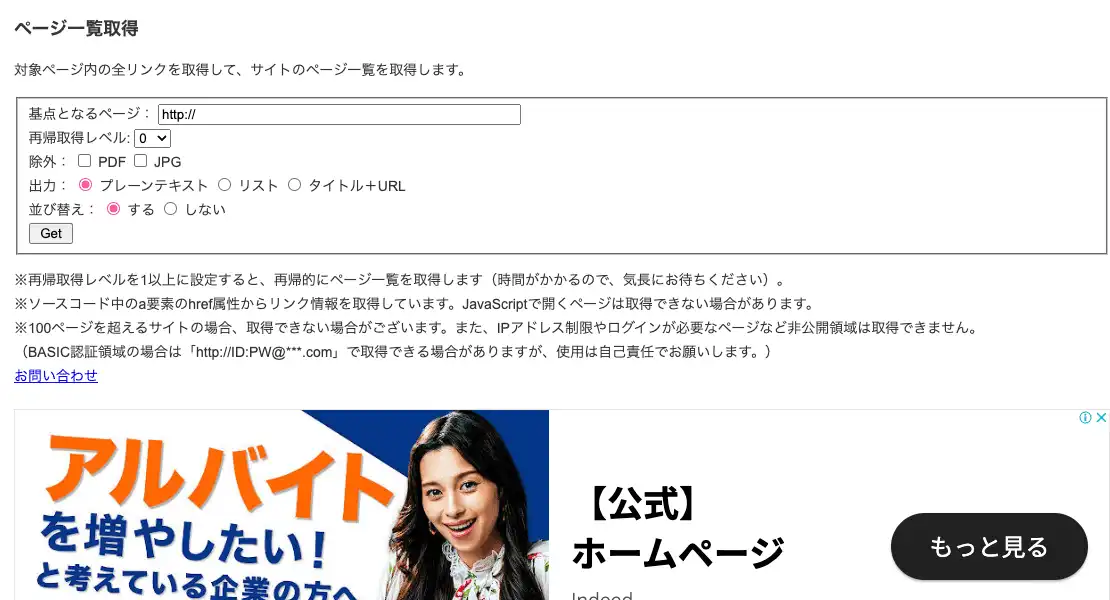 ページ一覧取得
対象ページ内の全リンクを取得して、サイトのページ一覧を取得します。
基点となるページ： http://
再帰取得レベル: 0
除外： PDF JPG
出力： プレーンテキスト リスト タイトル＋URL
並び替え： する しない
Get
※再帰取得レベルを1以上に設定すると、再帰的にページ一覧を取得します（時間がかかるので、気長にお待ちください）。
※ソースコード中のa要素のhref属性からリンク情報を取得しています。JavaScriptで開くページは取得できない場合があります。
※100ページを超えるサイトの場合、取得できない場合がございます。また、IPアドレス制限やログインが必要なページなど非公開領域は取得できません。
（BASIC認証領域の場合は「http://ID:PW@***.com」で取得できる場合がありますが、使用は自己責任でお願いします。）
お問い合わせ
アルバイト
を増やしたい!
と考えている企業の方へ
【公式】
ホームページ
Indeed
もっと見る